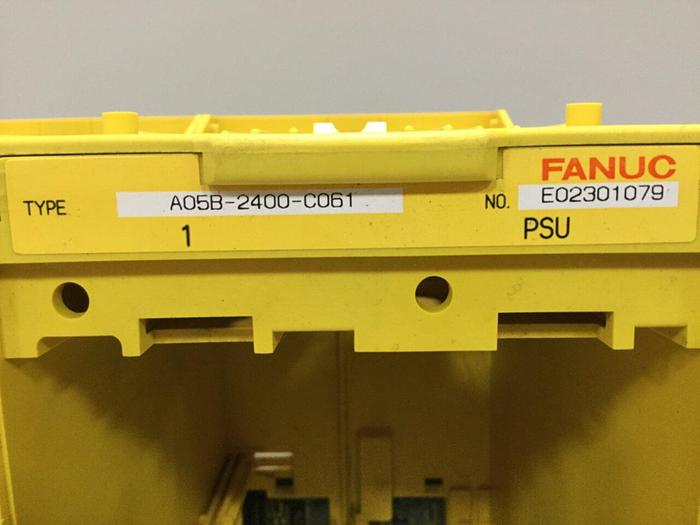 FANUC
TYPE A05B-2400-C061 NO. E02301079
1 PSU